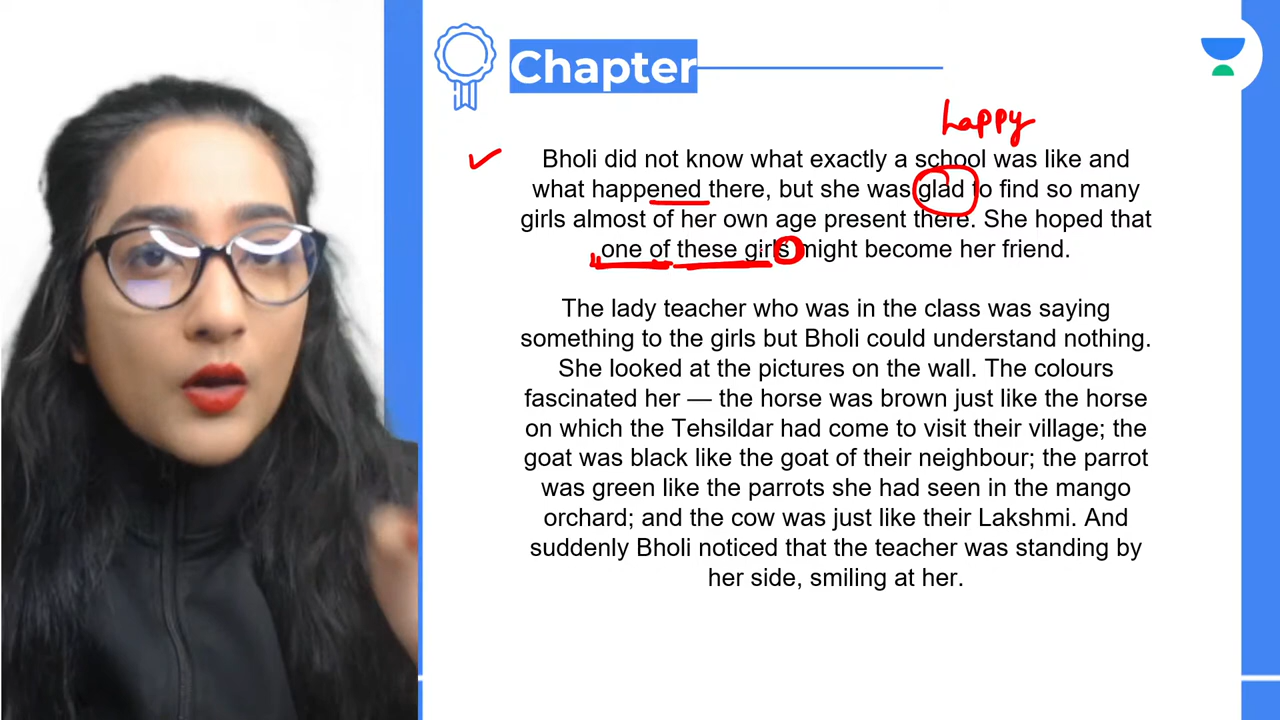 Chapter
happy
Bholi did not know what exactly a school was like and
what happened there, but she was glad to find so many
girls almost of her own age present there. She hoped that
one of these girls might become her friend.
The lady teacher who was in the class was saying
something to the girls but Bholi could understand nothing.
She looked at the pictures on the wall. The colours
fascinated her — the horse was brown just like the horse
on which the Tehsildar had come to visit their village; the
goat was black like the goat of their neighbour; the parrot
was green like the parrots she had seen in the mango
orchard; and the cow was just like their Lakshmi. And
suddenly Bholi noticed that the teacher was standing by
her side, smiling at her.